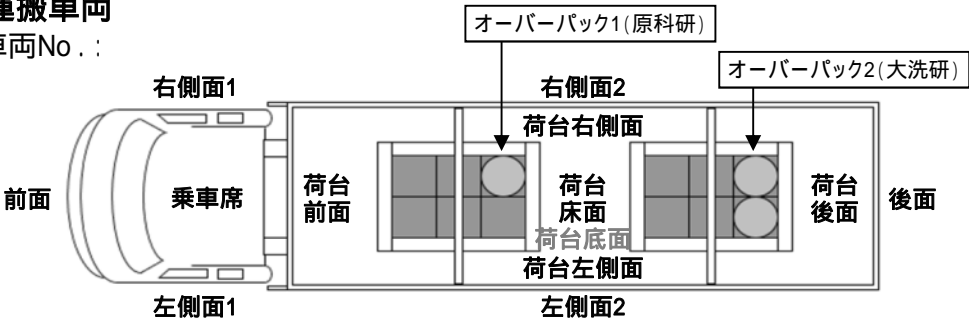 運搬車両
車両No.:
オーバーパック1(原科研)
オーバーパック2(大洗研)
右側面1
右側面2
荷台右側面
前面
乗車席
荷台
前面
荷台
床面
荷台底面
荷台
後面
後面
荷台左側面
左側面1
左側面2